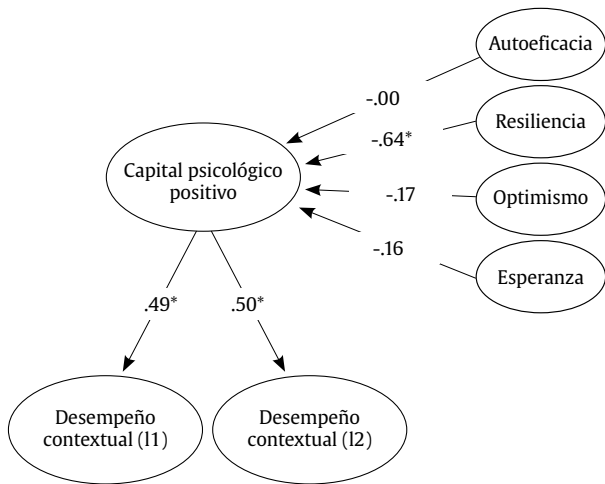 Autoeficacia
-.00
Resiliencia
-.64*
Capital psicológico
positivo
Optimismo
-.17
-.16
Esperanza
.49*
.50*
Desempeño
contextual (l1)
Desempeño
contextual (l2)